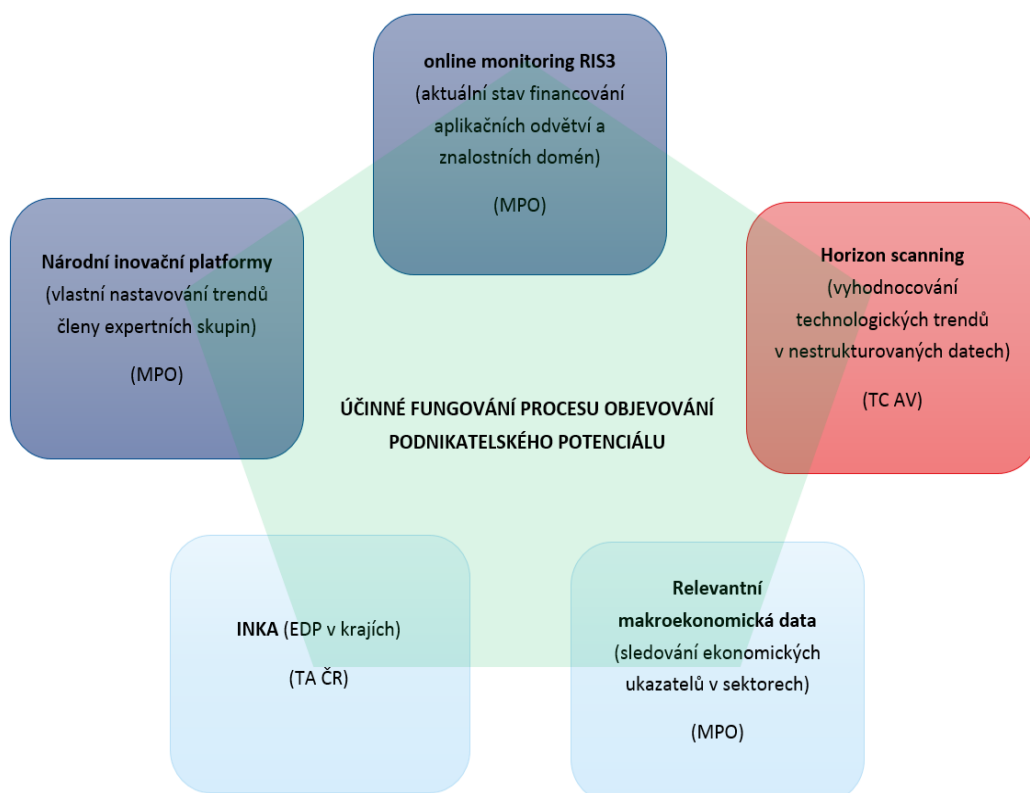 online monitoring RIS3
(aktuální stav financování
aplikačních odvětví a
znalostních domén)
(MPO)
Národní inovační platformy
(vlastní nastavování trendů
členy expertních skupin)
(MPO)
Horizon scanning
(vyhodnocování
technologických trendů
v nestrukturovaných datech)
(TC AV)
ÚČINNÉ FUNGOVÁNÍ PROCESU OBJEVOVÁNÍ
PODNIKATELSKÉHO POTENCIÁLU
INKA (EDP v krajích)
(TA ČR)
Relevantní
makroekonomická data
(sledování ekonomických
ukazatelů v sektorech)
(MPO)